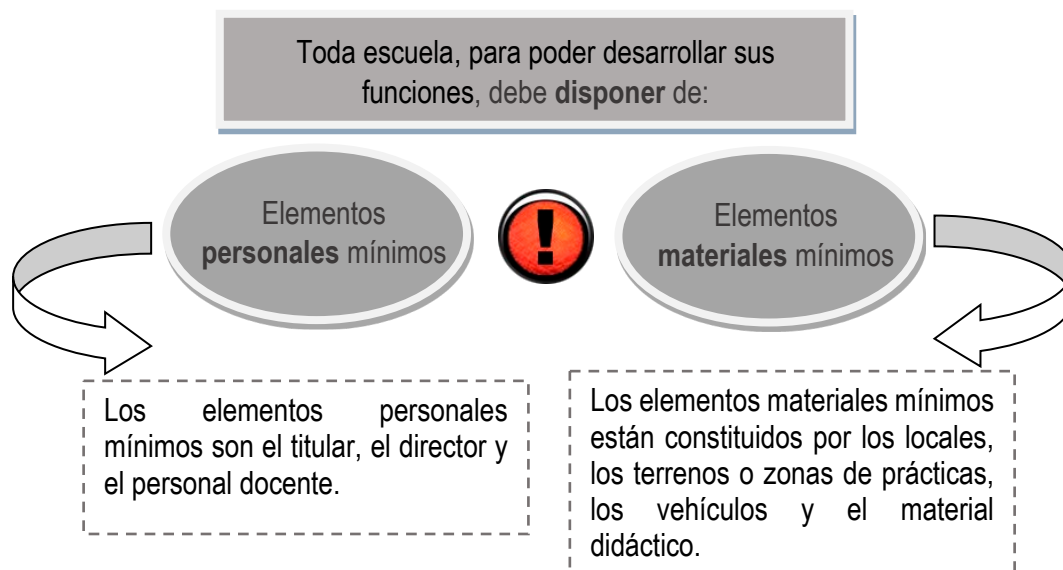 Toda escuela, para poder desarrollar sus
funciones, debe disponer de:
Elementos
personales mínimos
!
Elementos
materiales mínimos
Los elementos personales
mínimos son el titular, el director y
el personal docente.
Los elementos materiales mínimos
están constituidos por los locales,
los terrenos o zonas de prácticas,
los vehículos y el material
didáctico.